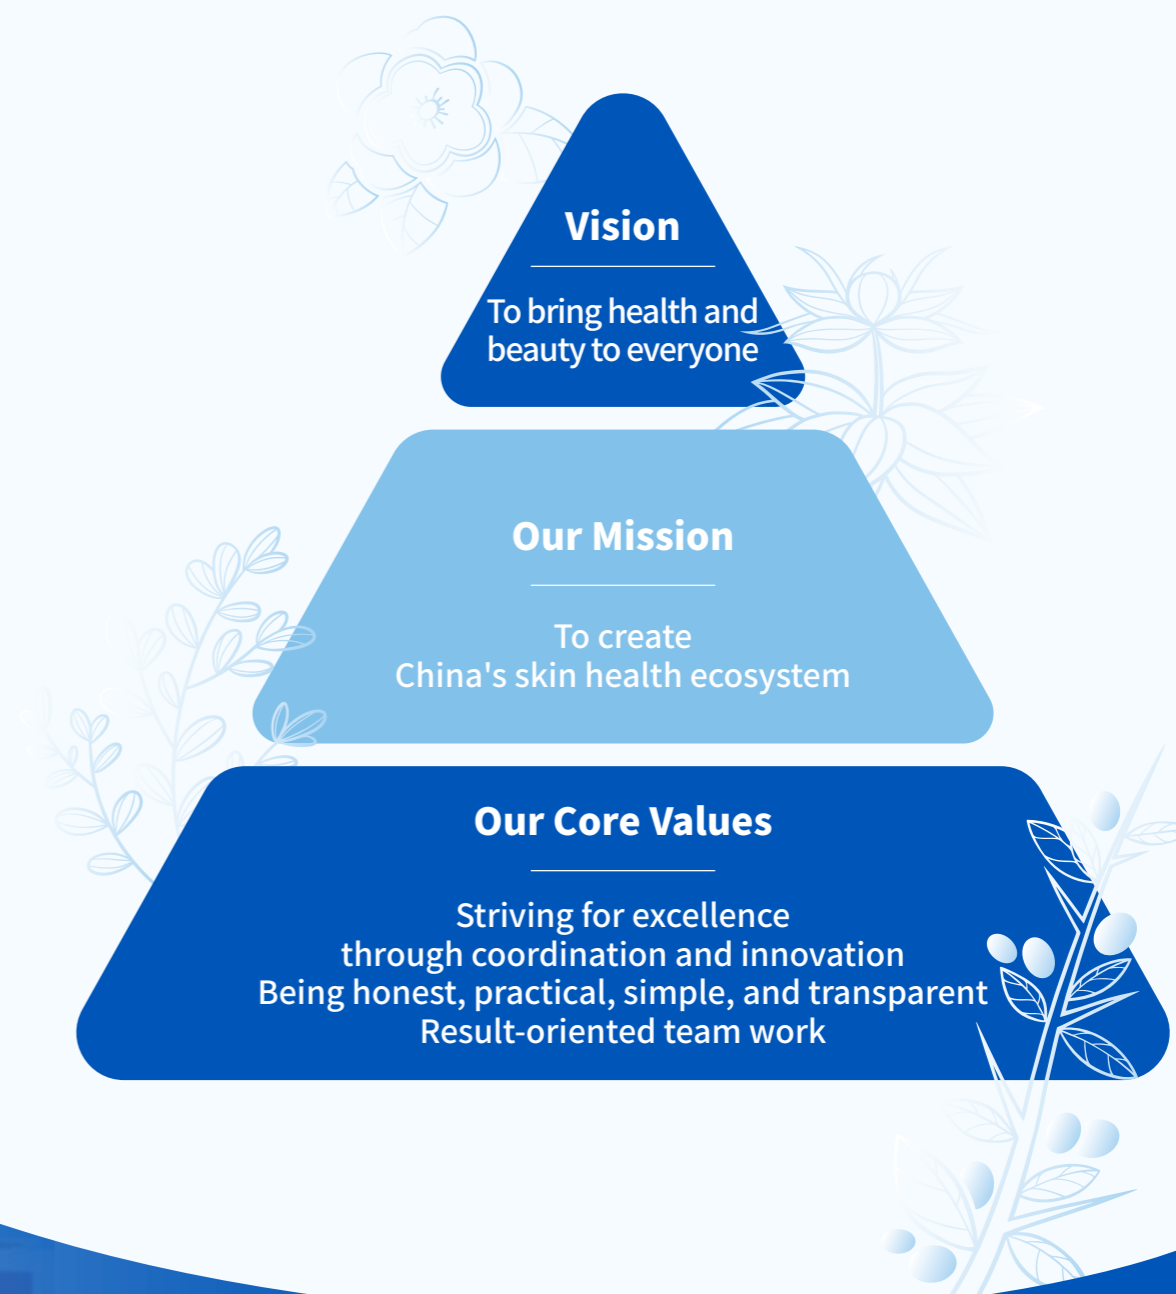 Vision
To bring health and
beauty to everyone
Our Mission
To create
China's skin health ecosystem
Our Core Values
Striving for excellence
through coordination and innovation
Being honest, practical, simple, and transparent
Result-oriented team work